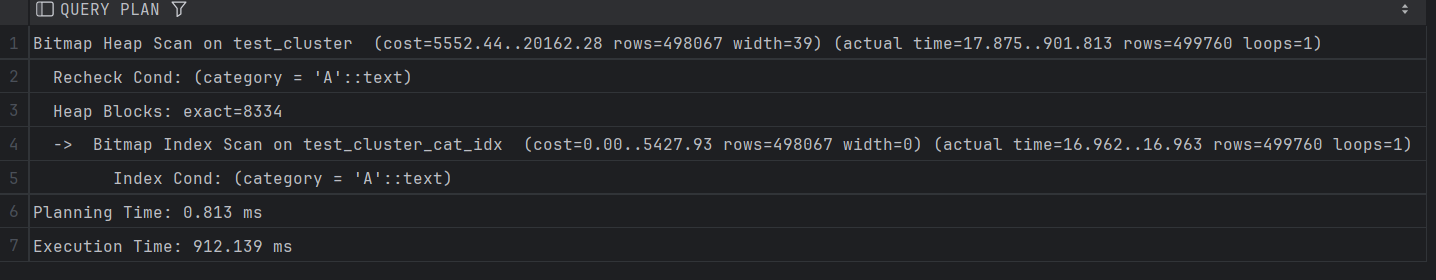 QUERY PLAN
1 Bitmap Heap Scan on test_cluster  (cost=5552.44..20162.28 rows=498067 width=39) (actual time=17.875..901.813 rows=499760 loops=1)
2   Recheck Cond: (category = 'A'::text)
3   Heap Blocks: exact=8334
4   ->  Bitmap Index Scan on test_cluster_cat_idx  (cost=0.00..5427.93 rows=498067 width=0) (actual time=16.962..16.963 rows=499760 loops=1)
5         Index Cond: (category = 'A'::text)
6 Planning Time: 0.813 ms
7 Execution Time: 912.139 ms